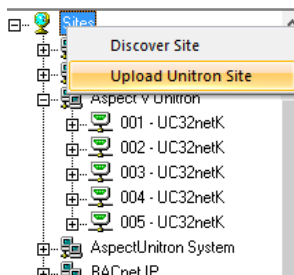 Sites
Discover Site
Upload Unitron Site
Aspect V Unitron
001 - UC32netK
002 - UC32netK
003 - UC32netK
004 - UC32netK
005 - UC32netK
AspectUnitron System
BACnet IP